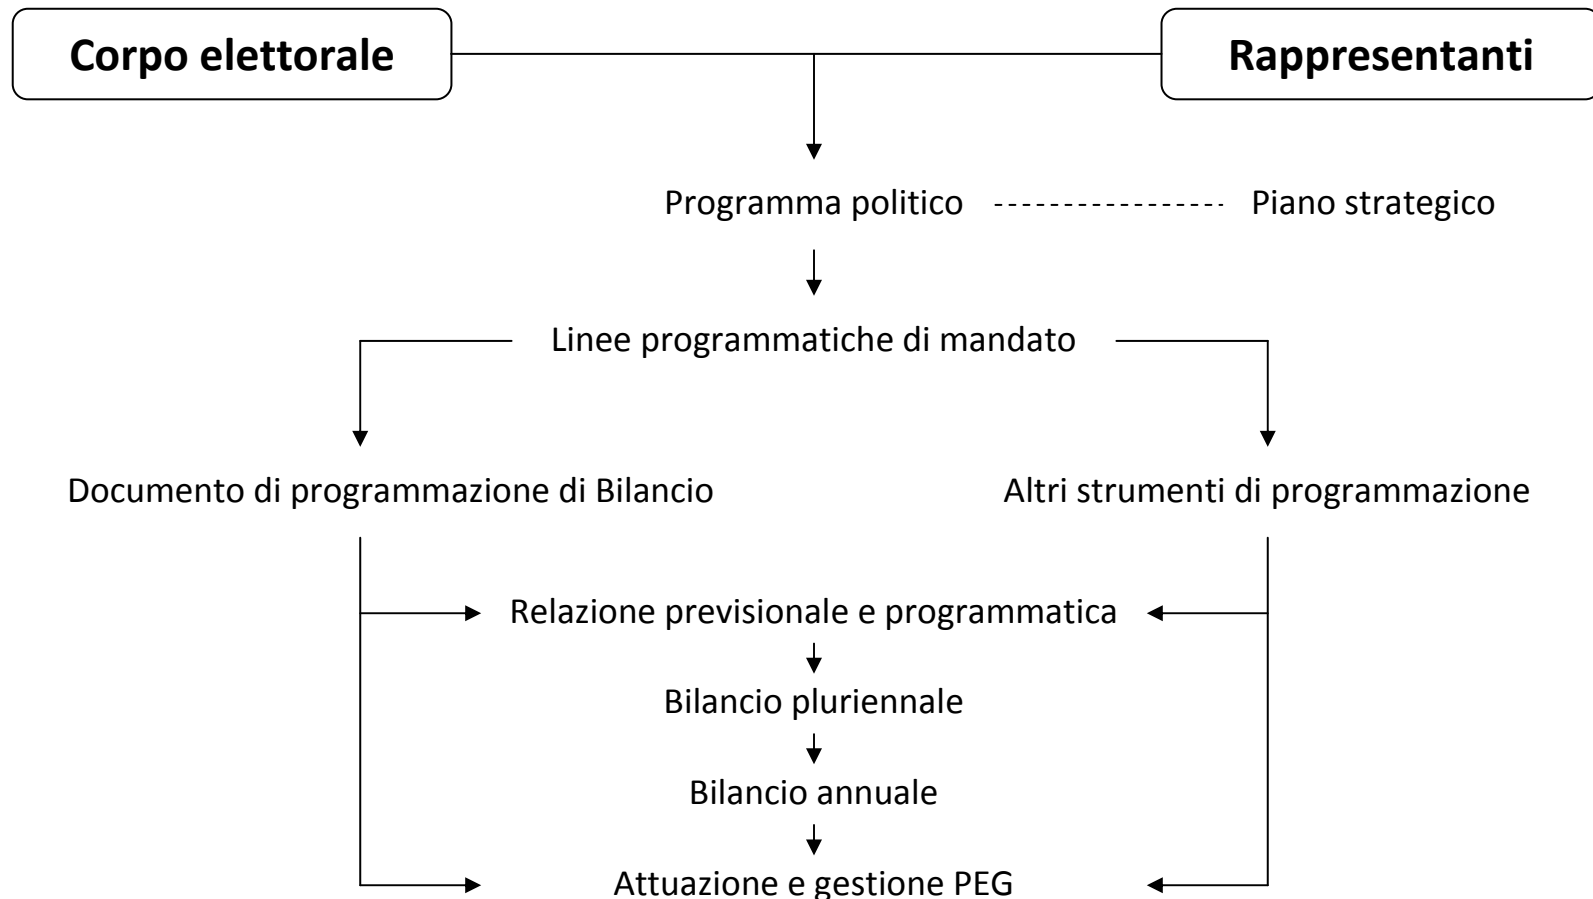 Corpo elettorale
Rappresentanti
Programma politico
Piano strategico
Linee programmatiche di mandato
Documento di programmazione di Bilancio
Altri strumenti di programmazione
Relazione previsionale e programmatica
Bilancio pluriennale
Bilancio annuale
Attuazione e gestione PEG